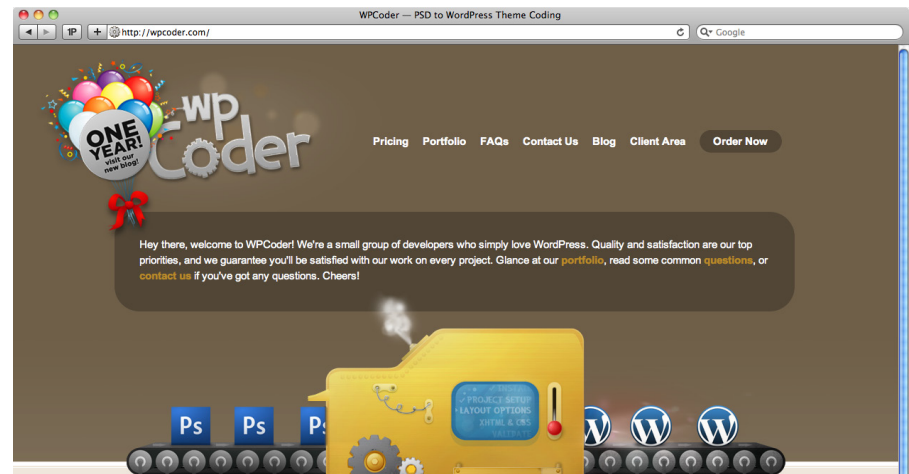 WPCoder — PSD to WordPress Theme Coding
1P
+
http://wpcoder.com/
Google
ONE
YEAR!
visit our
new blog!
wp
Coder
Pricing Portfolio FAQs Contact Us Blog Client Area Order Now
Hey there, welcome to WPCoder! We're a small group of developers who simply love WordPress. Quality and satisfaction are our top
priorities, and we guarantee you'll be satisfied with our work on every project. Glance at our portfolio, read some common questions, or
contact us if you've got any questions. Cheers!
PROJECT SETUP
LAYOUT OPTIONS
XHTML & CSS
VALIDATE
Ps Ps Ps
W W W